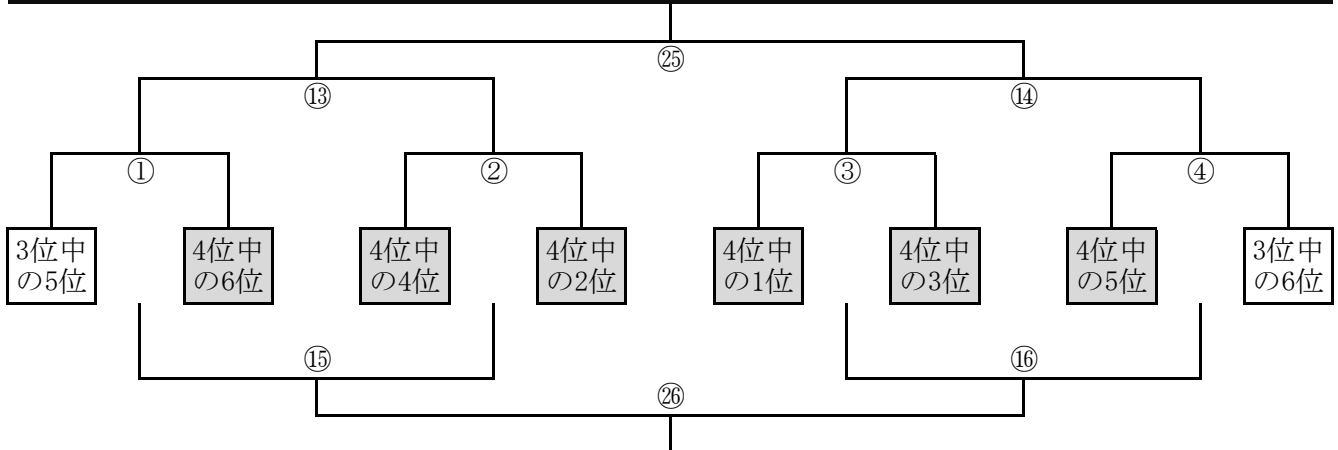 ㉕
⑬
⑭
①
②
③
④
3位中
の5位
4位中
の6位
4位中
の4位
4位中
の2位
4位中
の1位
4位中
の3位
4位中
の5位
3位中
の6位
⑮
⑯
㉖